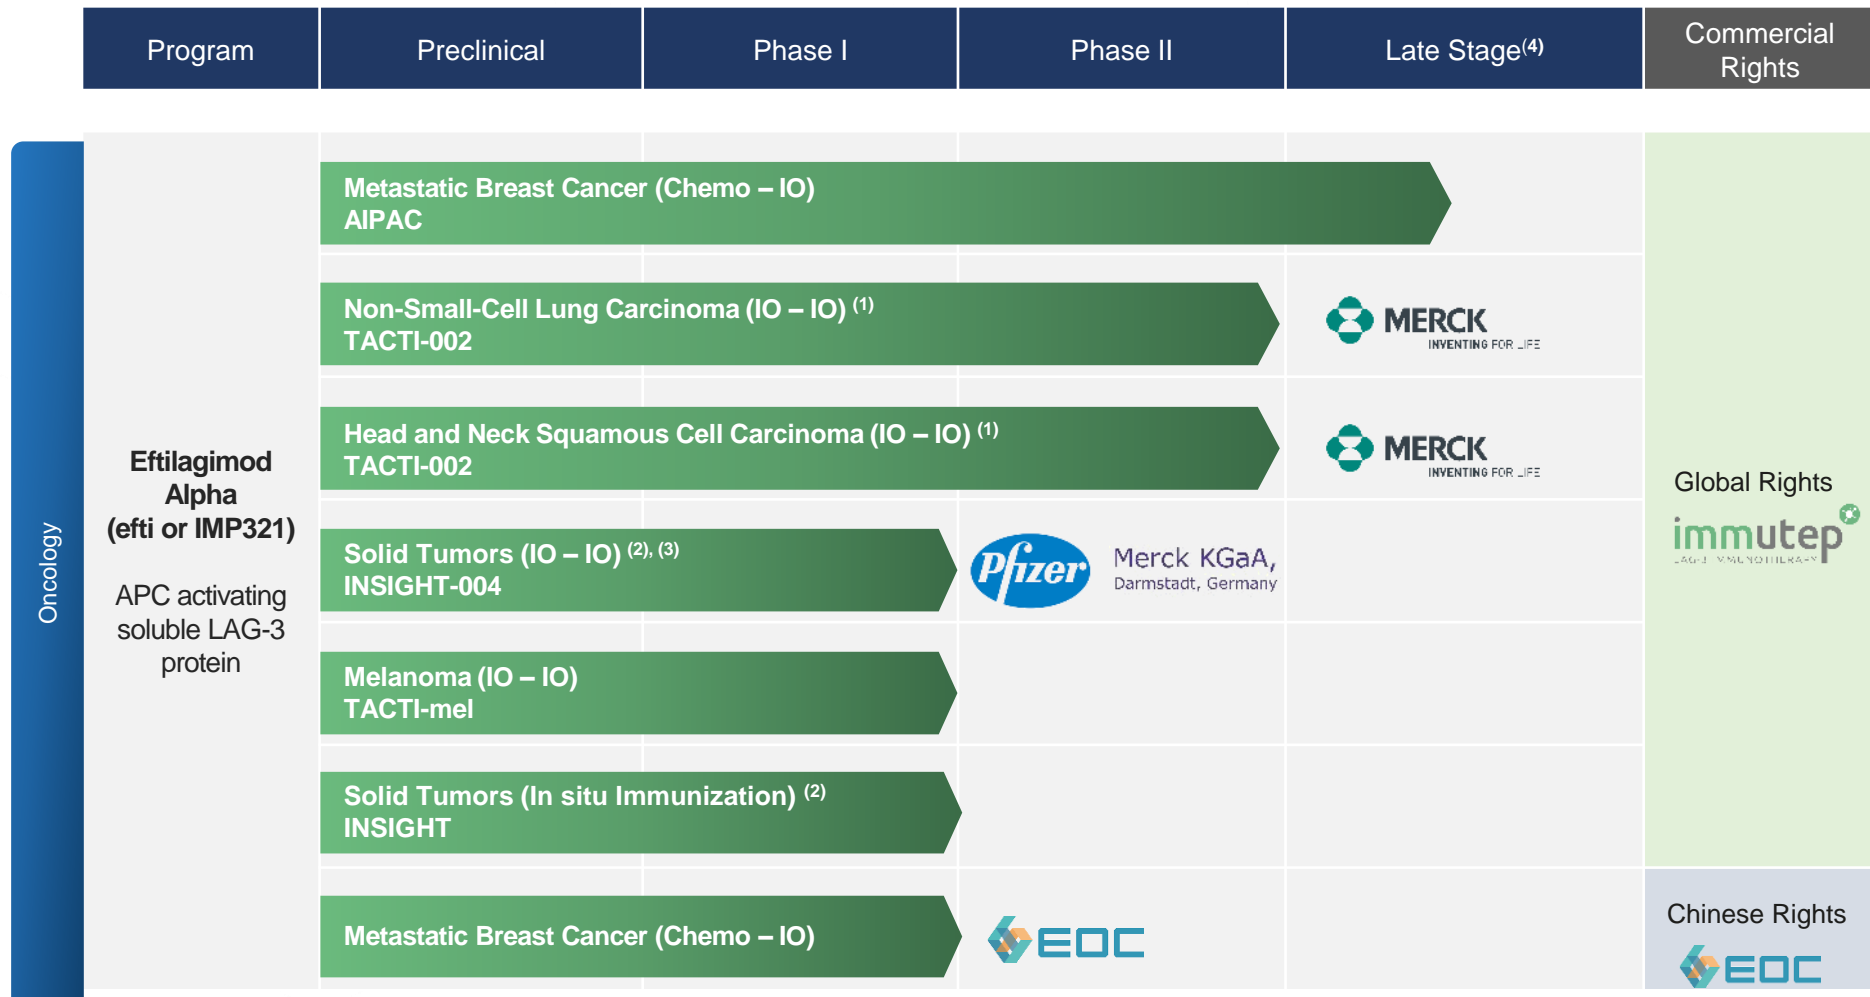 Program
Preclinical
Phase I
Phase II
Late Stage(4)
Commercial
Rights
Oncology
Eftilagimod
Alpha
(efti or IMP321)
APC activating
soluble LAG-3
protein
Metastatic Breast Cancer (Chemo – IO)
AIPAC
Non-Small-Cell Lung Carcinoma (IO – IO) (1)
TACTI-002
MERCK
INVENTING FOR LIFE
Head and Neck Squamous Cell Carcinoma (IO – IO) (1)
TACTI-002
MERCK
INVENTING FOR LIFE
Solid Tumors (IO – IO) (2), (3)
INSIGHT-004
Pfizer
Merck KGaA,
Darmstadt, Germany
Melanoma (IO – IO)
TACTI-mel
Solid Tumors (In situ Immunization) (2)
INSIGHT
Metastatic Breast Cancer (Chemo – IO)
EOC
Global Rights
immutep
LAG-3 IMMUNOTHERAPY
Chinese Rights
EOC